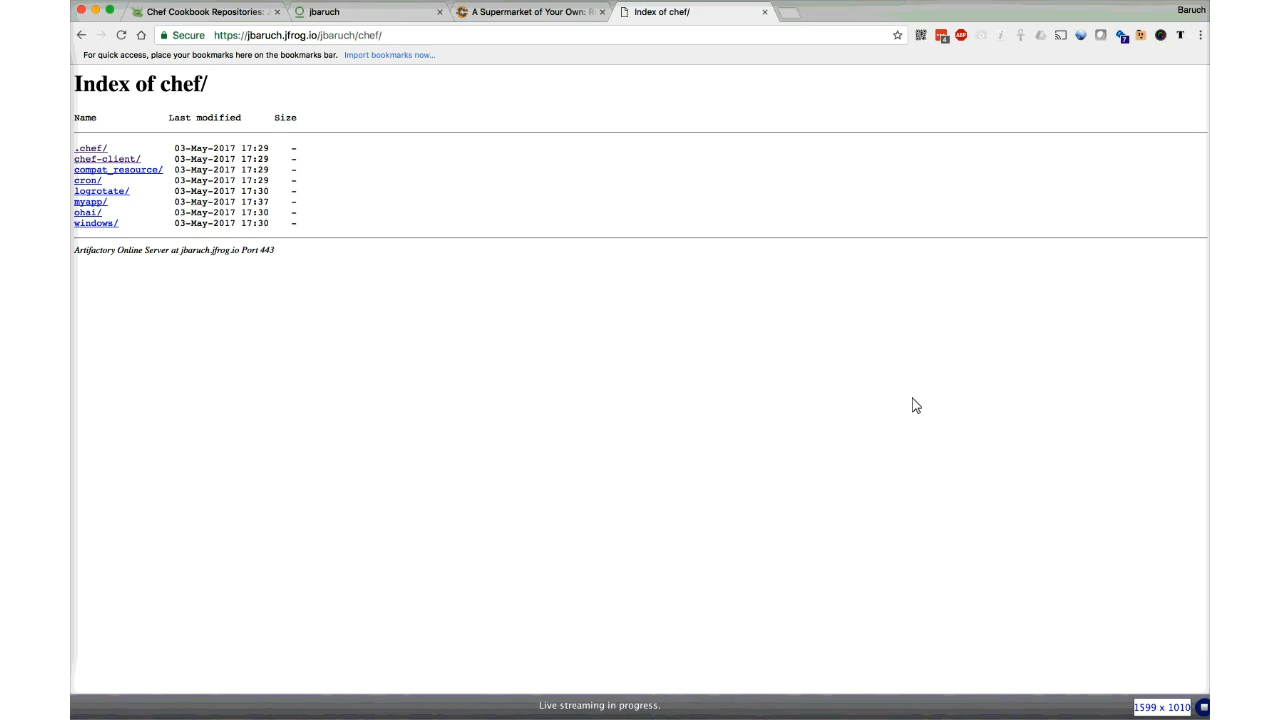 Chef Cookbook Repositories:
jbaruch
A Supermarket of Your Own: R
Index of chef/
Baruch
Secure https://jbaruch.jfrog.io/jbaruch/chef/
For quick access, place your bookmarks here on the bookmarks bar. Import bookmarks now...
Index of chef/
Name Last modified Size
.chef/ 03-May-2017 17:29 -
chef-client/ 03-May-2017 17:29 -
compat_resource/ 03-May-2017 17:29 -
cron/ 03-May-2017 17:29 -
logrotate/ 03-May-2017 17:30 -
myapp/ 03-May-2017 17:37 -
ohai/ 03-May-2017 17:30 -
windows/ 03-May-2017 17:30 -
Artifactory Online Server at jbaruch.jfrog.io Port 443
Live streaming in progress.
1599 x 1010